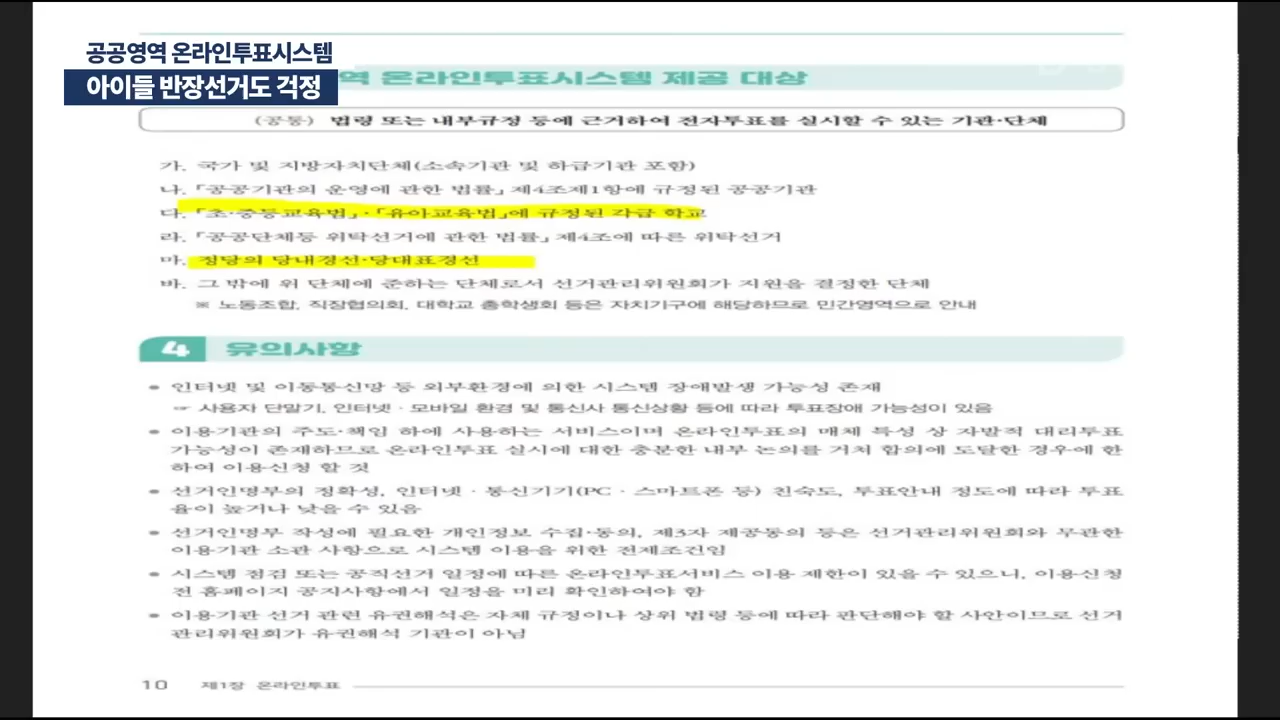 공공영역 온라인투표시스템
아이들 반장선거도 걱정
역 온라인투표시스템 제공 대상
(공통) 법령 또는 내부규정 등에 근거하여 전자투표를 실시할 수 있는 기관·단체
가. 국가 및 지방자치단체(소속기관 및 하급기관 포함)
나. 「공공기관의 운영에 관한 법률」 제4조제1항에 규정된 공공기관
다. 「초·중등교육법」·「유아교육법」에 규정된 각급 학교
라. 「공공단체등 위탁선거에 관한 법률」 제4조에 따른 위탁선거
마. 정당의 당내경선·당대표경선
바. 그 밖에 위 단체에 준하는 단체로서 선거관리위원회가 지원을 결정한 단체
※ 노동조합, 직장협의회, 대학교 총학생회 등은 자치기구에 해당하므로 민간영역으로 안내
4 유의사항
• 인터넷 및 이동통신망 등 외부환경에 의한 시스템 장애발생 가능성 존재
☞ 사용자 단말기, 인터넷 · 모바일 환경 및 통신사 통신상황 등에 따라 투표장애 가능성이 있음
• 이용기관의 주도·책임 하에 사용하는 서비스이며 온라인투표의 매체 특성 상 자발적 대리투표
가능성이 존재하므로 온라인투표 실시에 대한 충분한 내부 논의를 거쳐 합의에 도달한 경우에 한
하여 이용신청 할 것
• 선거인명부의 정확성, 인터넷 · 통신기기(PC · 스마트폰 등) 친숙도, 투표안내 정도에 따라 투표
율이 높거나 낮을 수 있음
• 선거인명부 작성에 필요한 개인정보 수집·동의, 제3자 제공동의 등은 선거관리위원회와 무관한
이용기관 소관 사항으로 시스템 이용을 위한 전제조건임
• 시스템 점검 또는 공직선거 일정에 따른 온라인투표서비스 이용 제한이 있을 수 있으니, 이용신청
전 홈페이지 공지사항에서 일정을 미리 확인하여야 함
• 이용기관 선거 관련 유권해석은 자체 규정이나 상위 법령 등에 따라 판단해야 할 사안이므로 선거
관리위원회가 유권해석 기관이 아님
10 제1장 온라인투표